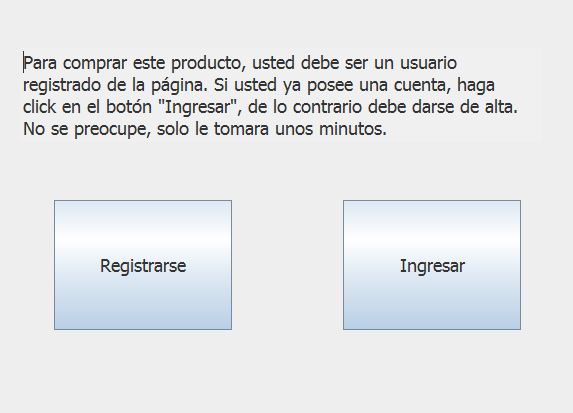 Para comprar este producto, usted debe ser un usuario
registrado de la página. Si usted ya posee una cuenta, haga
click en el botón "Ingresar", de lo contrario debe darse de alta.
No se preocupe, solo le tomara unos minutos.
Registrarse
Ingresar